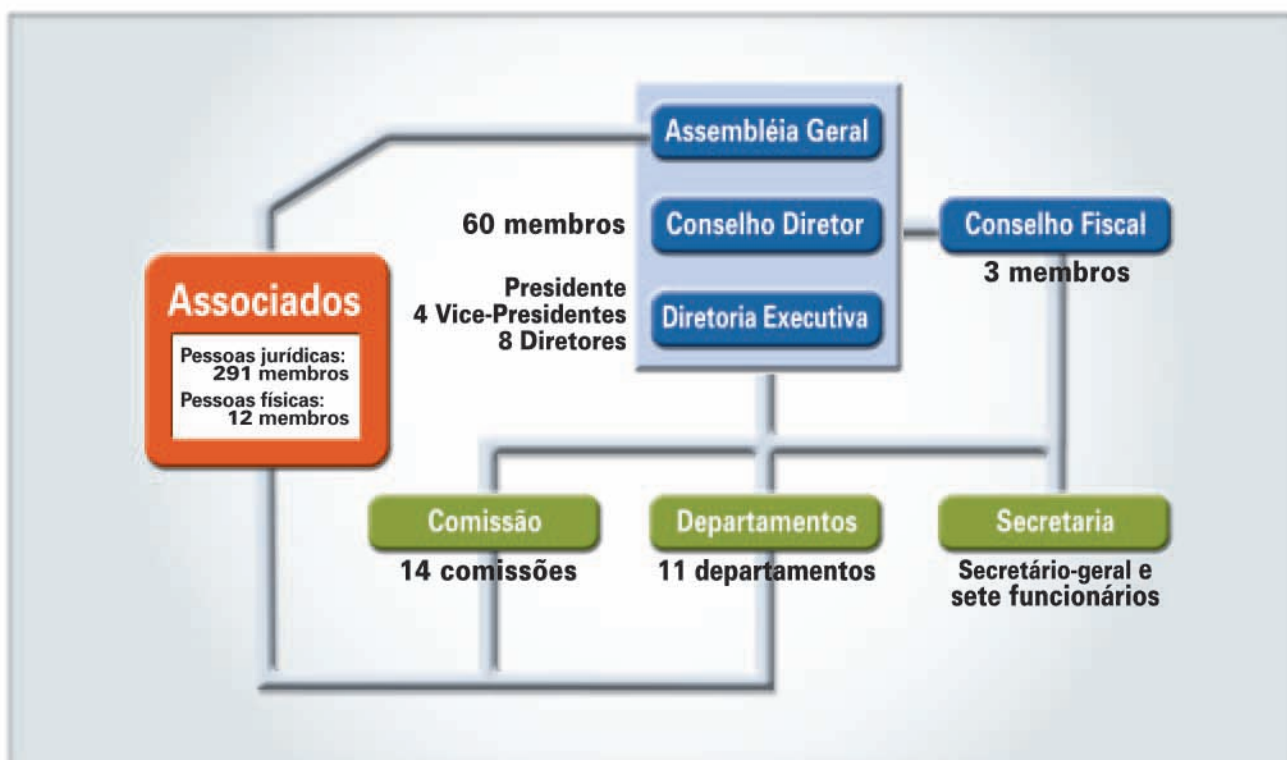 Assembléia Geral
60 membros
Conselho Diretor
Conselho Fiscal
3 membros
Presidente
4 Vice-Presidentes
8 Diretores
Diretoria Executiva
Associados
Pessoas jurídicas:
291 membros
Pessoas físicas:
12 membros
Comissão
14 comissões
Departamentos
11 departamentos
Secretaria
Secretário-geral e
sete funcionários